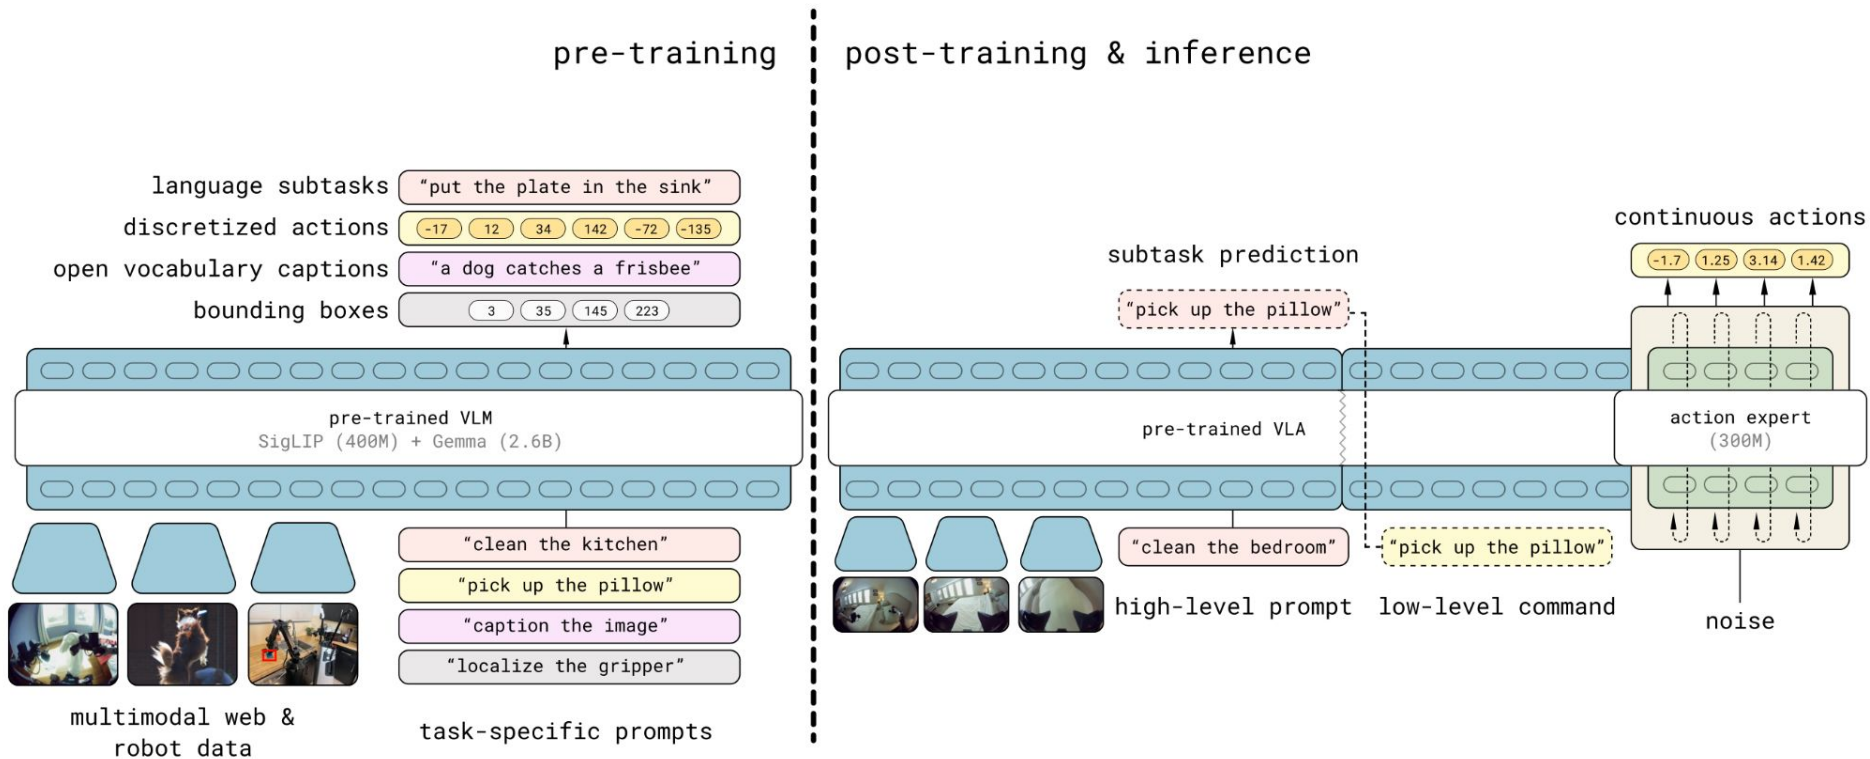 pre-training
post-training & inference
language subtasks
“put the plate in the sink”
discretized actions
-17 12 34 142 -72 -135
open vocabulary captions
“a dog catches a frisbee”
bounding boxes
3 35 145 223
pre-trained VLM
SigLIP (400M) + Gemma (2.6B)
“clean the kitchen”
“pick up the pillow”
“caption the image”
“localize the gripper”
multimodal web &
robot data
task-specific prompts
continuous actions
-1.7 1.25 3.14 1.42
subtask prediction
“pick up the pillow”
pre-trained VLA
action expert
(300M)
“clean the bedroom”
“pick up the pillow”
high-level prompt
low-level command
noise